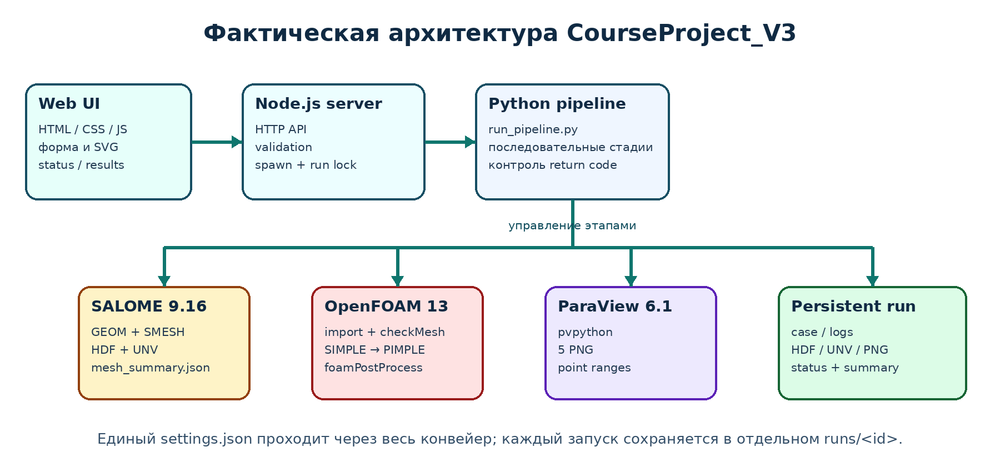 Фактическая архитектура CourseProject_V3
Web UI
HTML / CSS / JS
форма и SVG
status / results
Node.js server
HTTP API
validation
spawn + run lock
Python pipeline
run_pipeline.py
последовательные стадии
контроль return code
управление этапами
SALOME 9.16
GEOM + SMESH
HDF + UNV
mesh_summary.json
OpenFOAM 13
import + checkMesh
SIMPLE → PIMPLE
foamPostProcess
ParaView 6.1
pvpython
5 PNG
point ranges
Persistent run
case / logs
HDF / UNV / PNG
status + summary
Единый settings.json проходит через весь конвейер; каждый запуск сохраняется в отдельном runs/<id>.